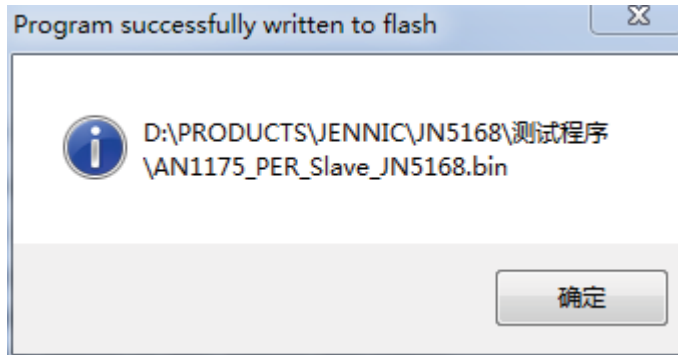 Program successfully written to flash
D:\PRODUCTS\JENNIC\JN5168\测试程序
\AN1175_PER_Slave_JN5168.bin
确定